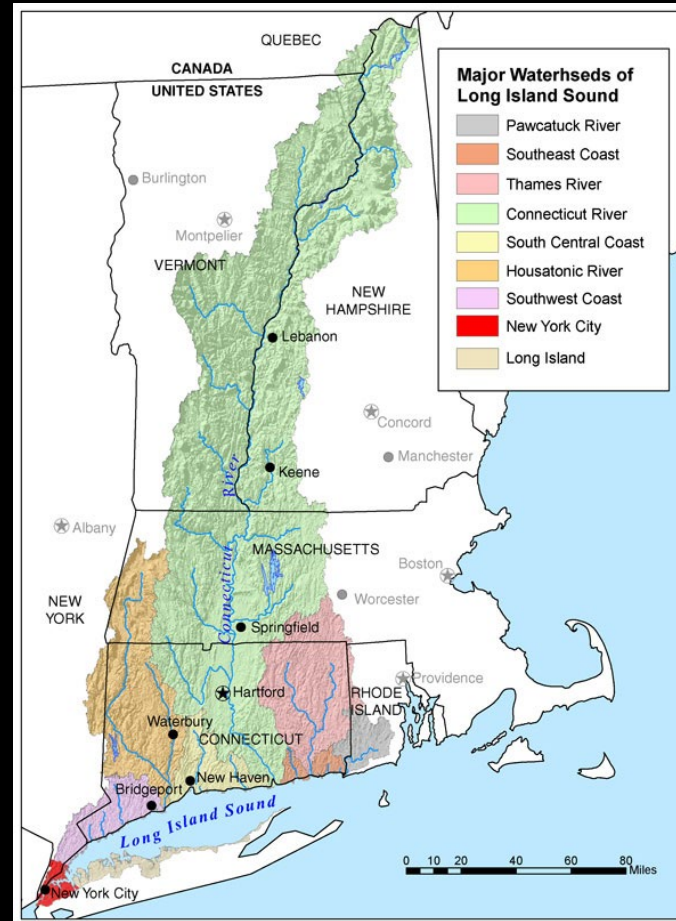 QUEBEC
CANADA
UNITED STATES
Major Waterhseds of
Long Island Sound
Pawcatuck River
Southeast Coast
Thames River
Connecticut River
South Central Coast
Housatonic River
Southwest Coast
New York City
Long Island
Burlington
Montpelier
VERMONT
NEW
HAMPSHIRE
Lebanon
Concord
Manchester
Keene
Connecticut River
Albany
MASSACHUSETTS
Boston
NEW
YORK
Worcester
Springfield
Hartford
Providence
RHODE
ISLAND
Waterbury
CONNECTICUT
New Haven
Bridgeport
Long Island Sound
New York City
0 10 20 40 60 80
Miles